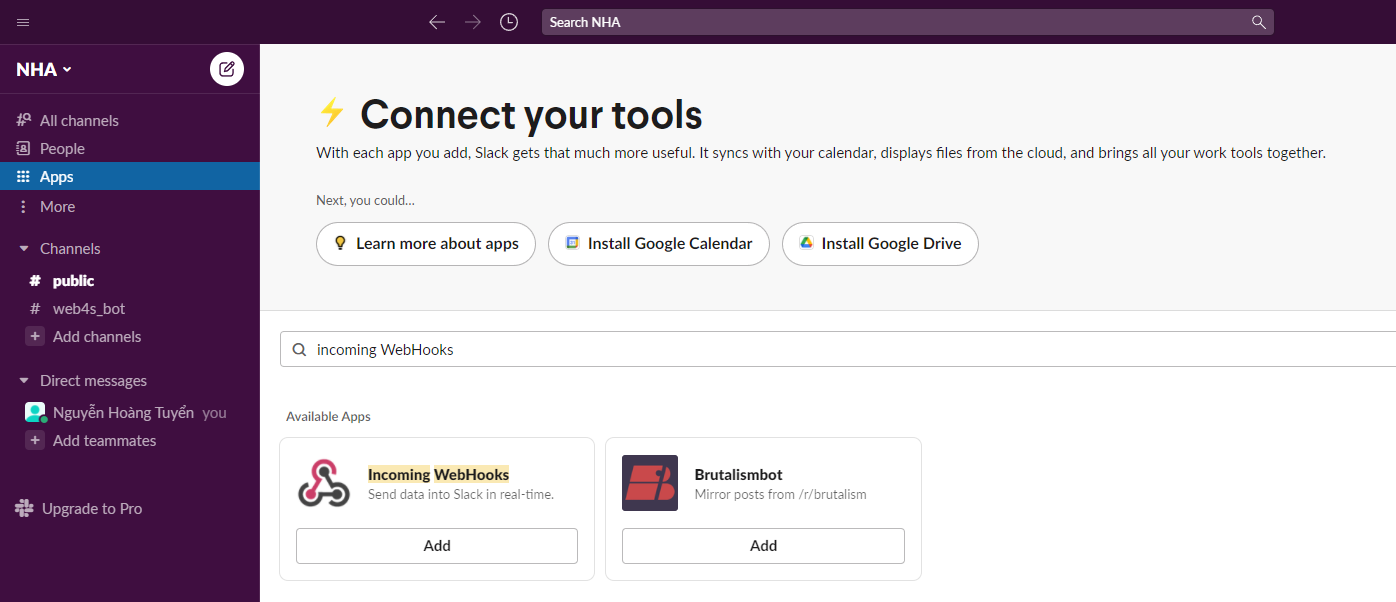 Search NHA
NHA
All channels
People
Apps
More
Channels
# public
# web4s_bot
+ Add channels
Direct messages
Nguyễn Hoàng Tuyển you
+ Add teammates
Upgrade to Pro
Connect your tools
With each app you add, Slack gets that much more useful. It syncs with your calendar, displays files from the cloud, and brings all your work tools together.
Next, you could...
Learn more about apps
Install Google Calendar
Install Google Drive
incoming WebHooks
Available Apps
Incoming WebHooks
Send data into Slack in real-time.
Add
Brutalismbot
Mirror posts from /r/brutalism
Add